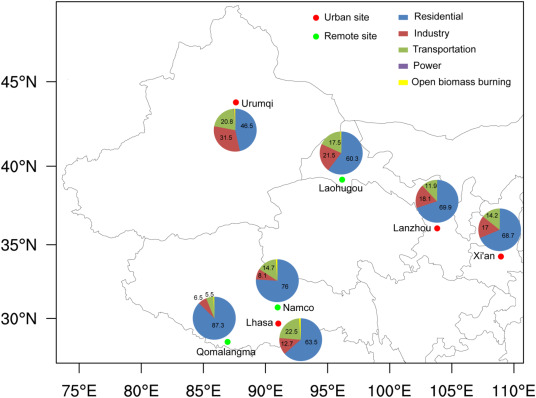 Urban site
Remote site
Residential
Industry
Transportation
Power
Open biomass burning
45°N
40°N
35°N
30°N
Urumqi
20.8
46.5
31.5
17.5
21.5
60.3
Laohugou
11.9
18.1
69.9
Lanzhou
14.2
17
68.7
Xi'an
14.7
8.1
76
Namco
6.5
5.5
87.3
Qomalangma
Lhasa
22.5
12.7
63.5
75°E
80°E
85°E
90°E
95°E
100°E
105°E
110°E